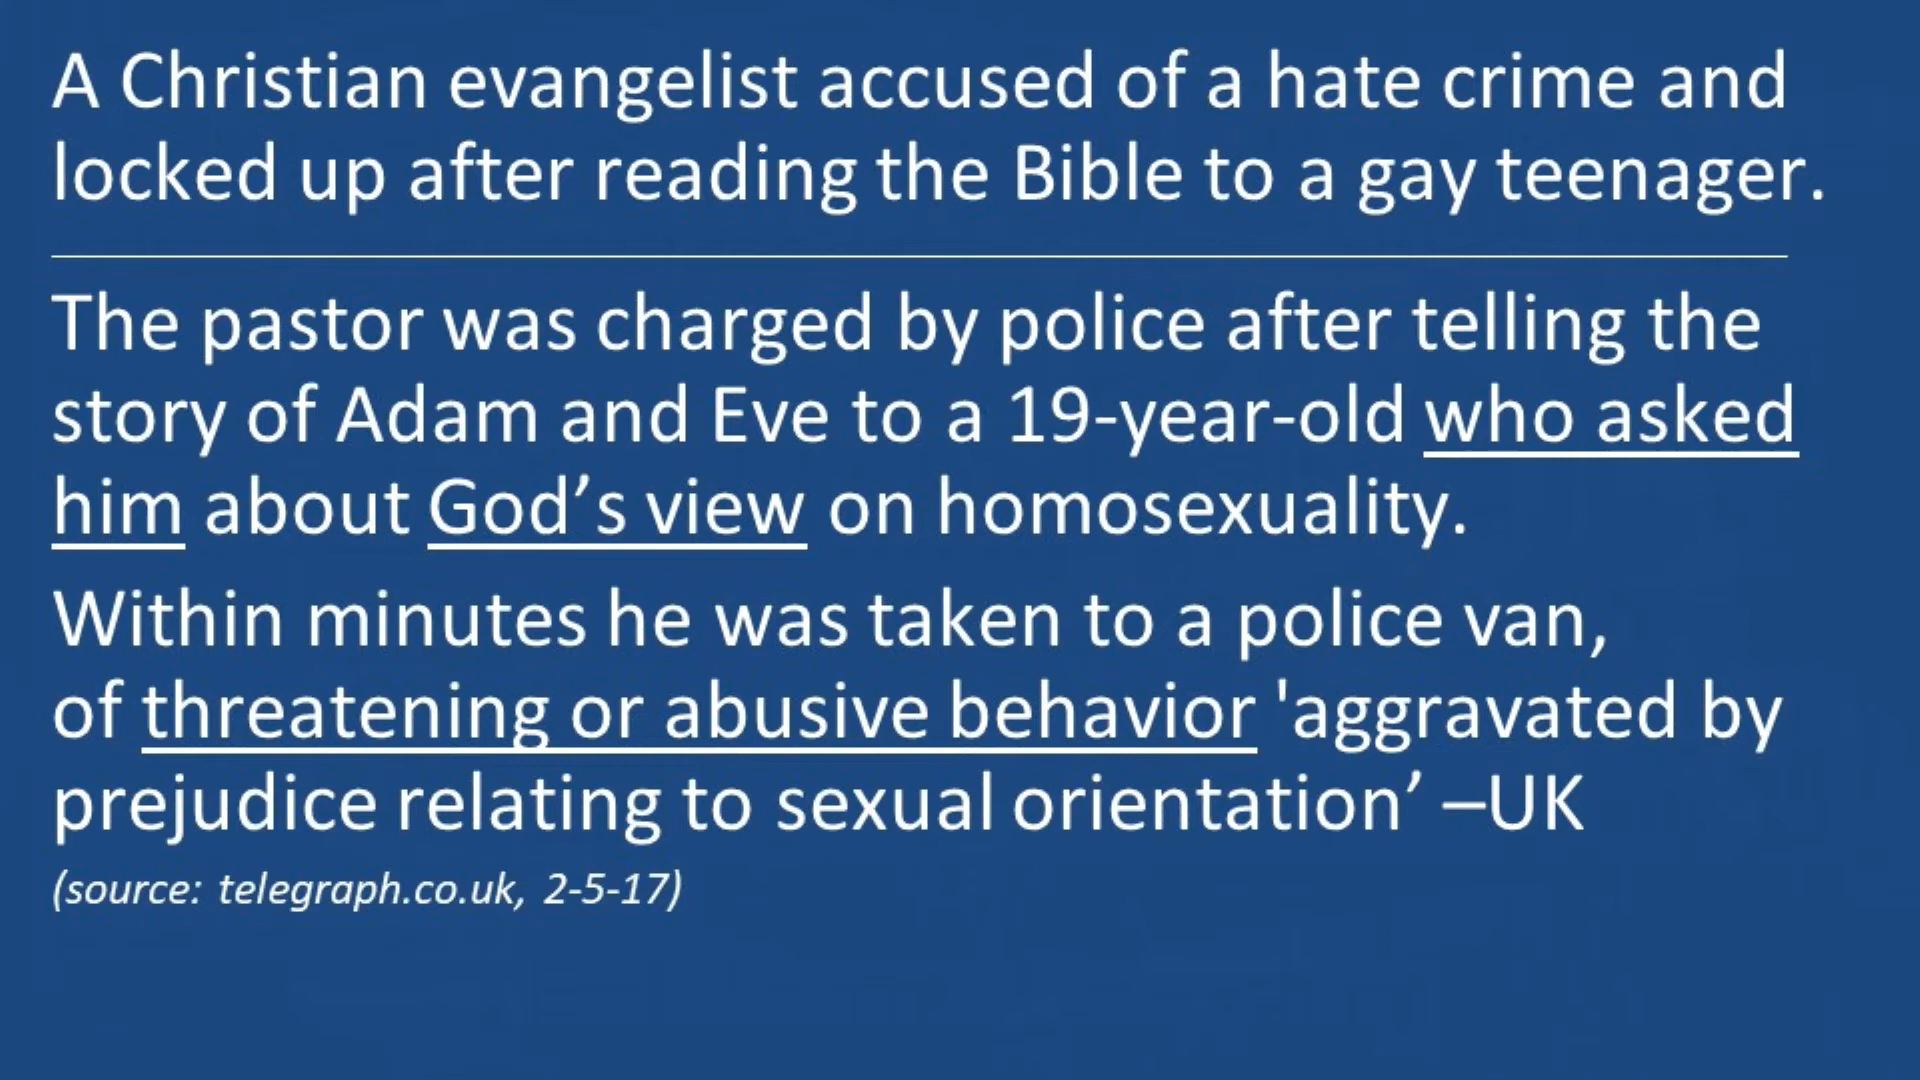 A Christian evangelist accused of a hate crime and
locked up after reading the Bible to a gay teenager.
The pastor was charged by police after telling the
story of Adam and Eve to a 19-year-old who asked
him about God’s view on homosexuality.
Within minutes he was taken to a police van,
of threatening or abusive behavior 'aggravated by
prejudice relating to sexual orientation’ –UK
(source: telegraph.co.uk, 2-5-17)